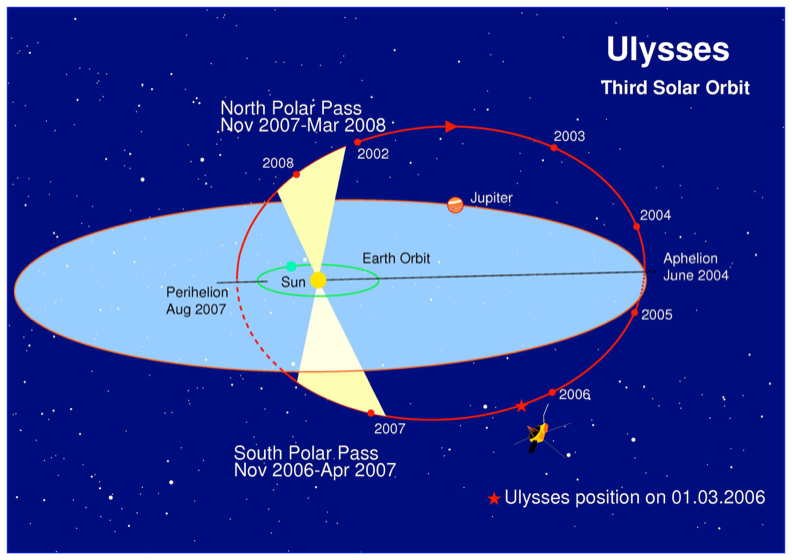 Ulysses
Third Solar Orbit
North Polar Pass
Nov 2007-Mar 2008
2002
2003
2008
Jupiter
2004
Earth Orbit
Aphelion
June 2004
Sun
Perihelion
Aug 2007
2005
2006
2007
South Polar Pass
Nov 2006-Apr 2007
Ulysses position on 01.03.2006